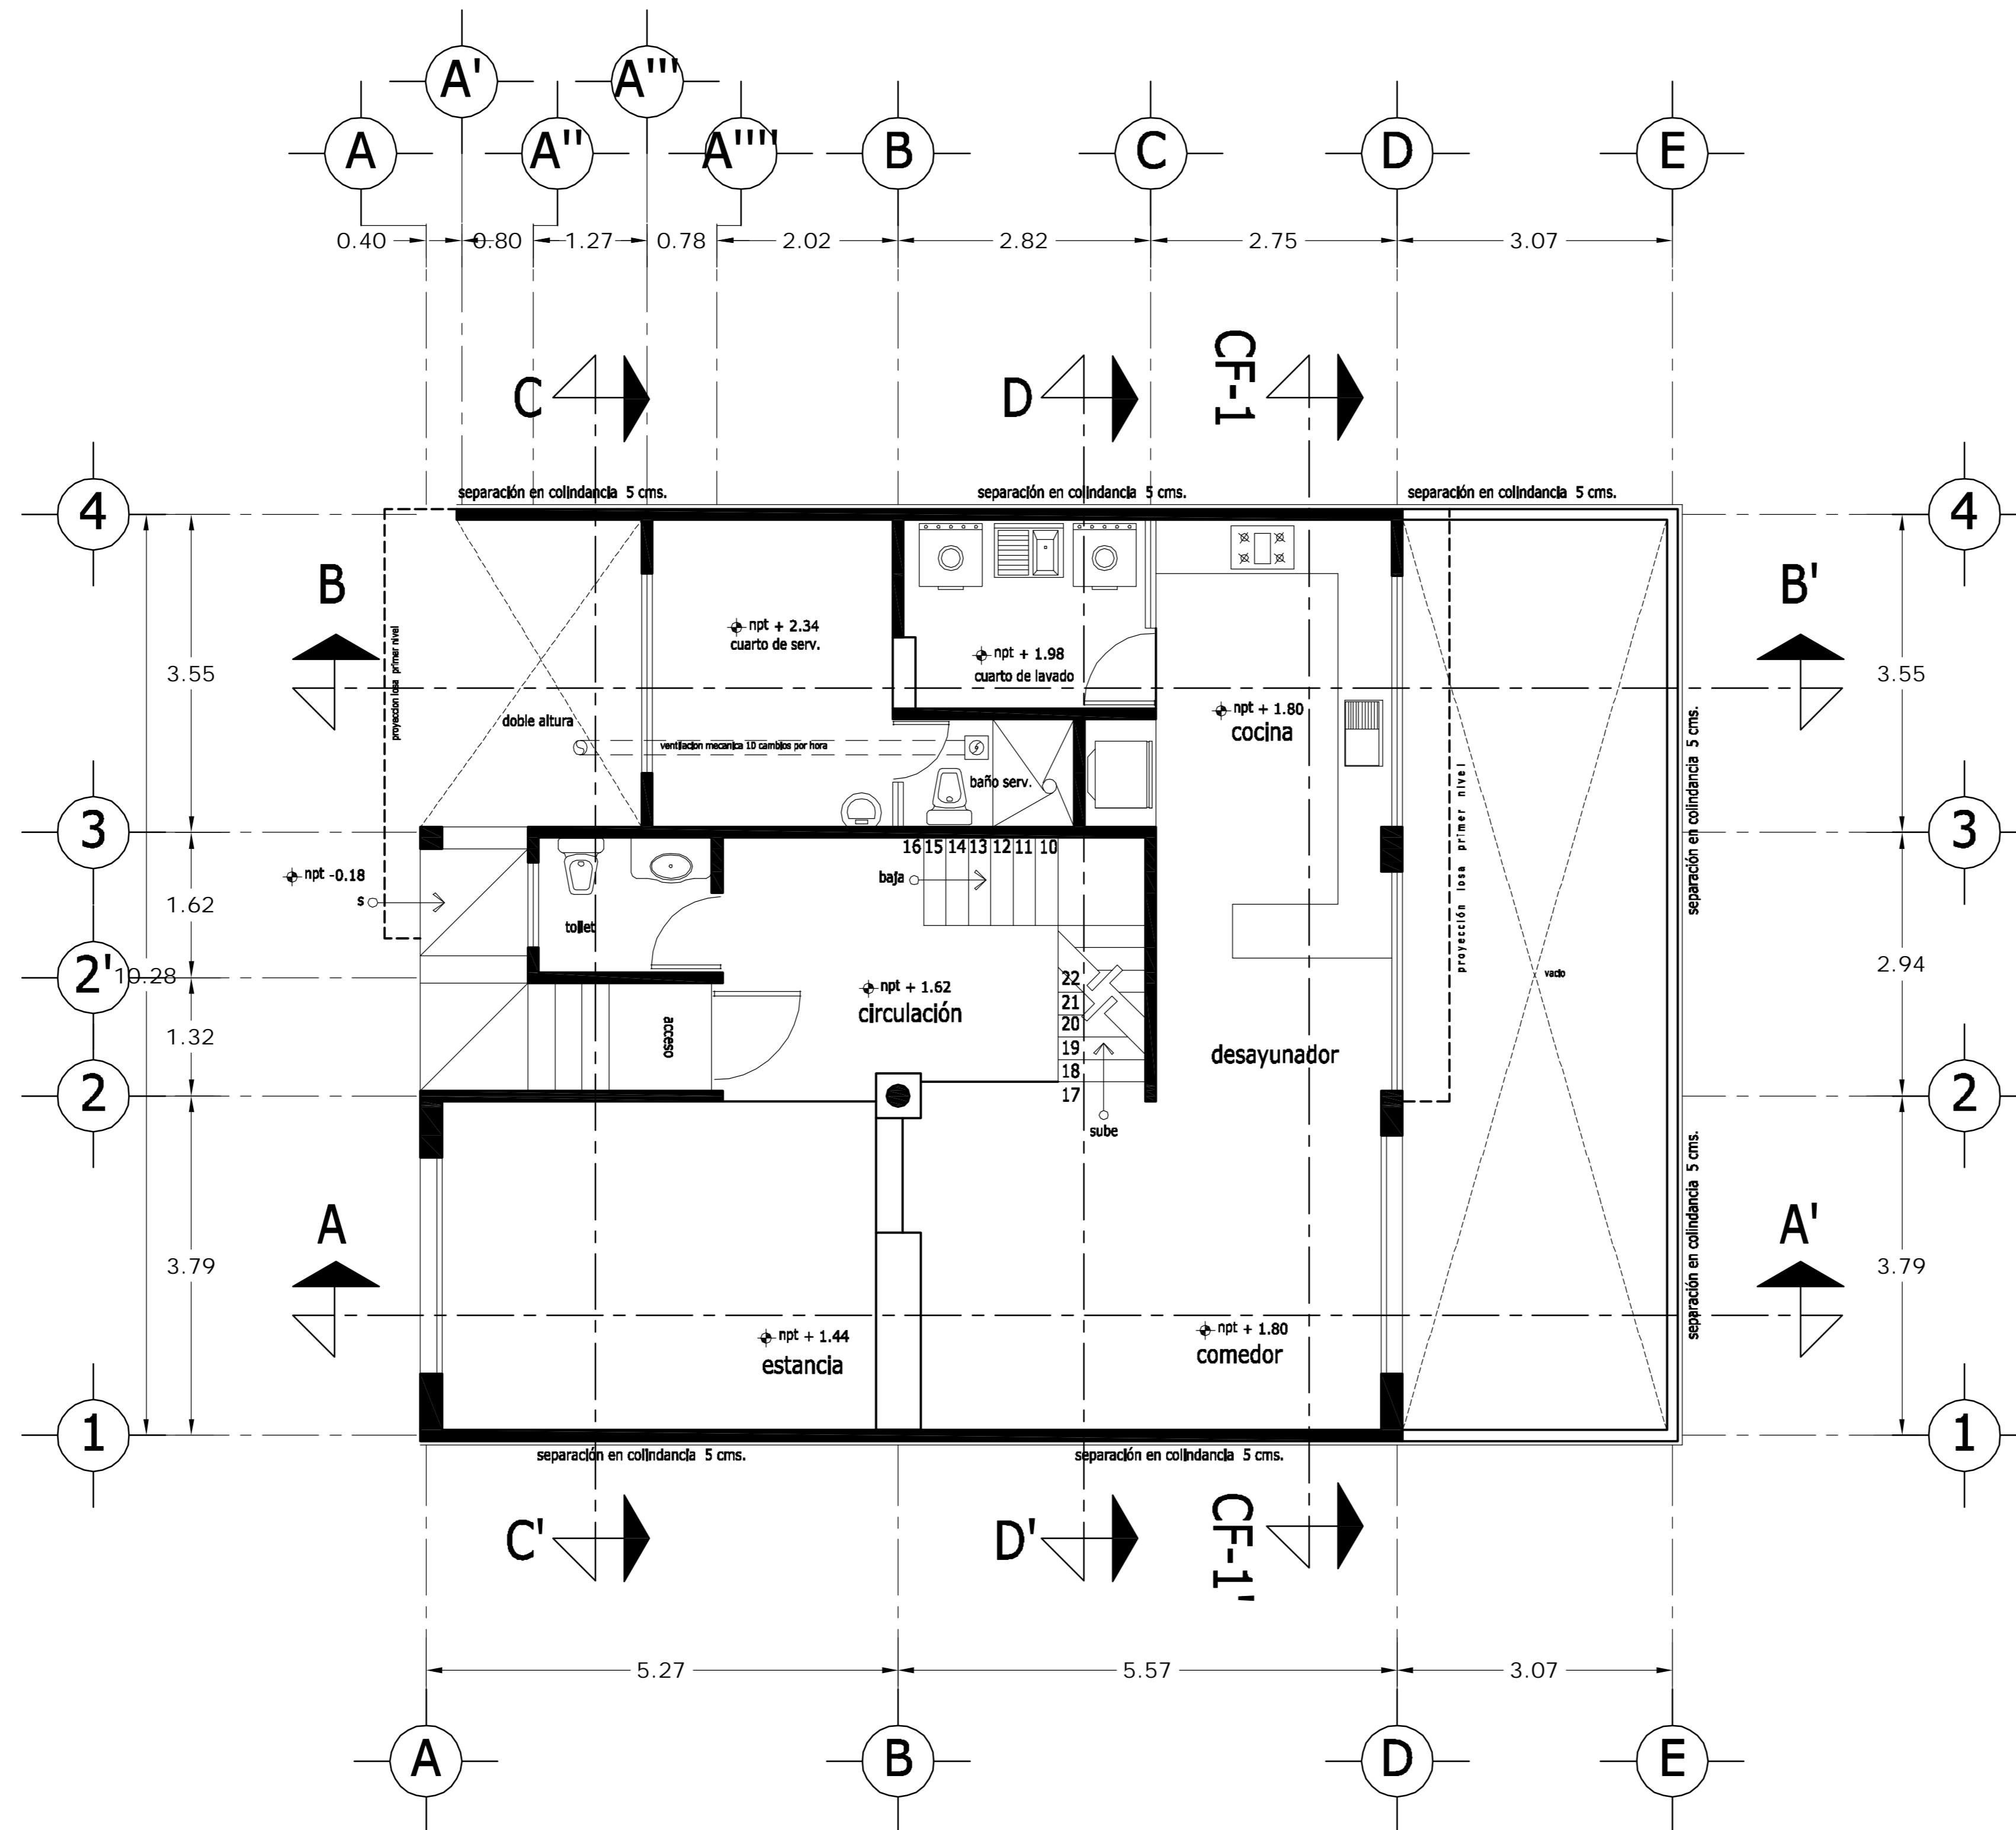 A'
A'''
A
A''
A''''
B
C
D
E
0.40
0.80
1.27
0.78
2.02
2.82
2.75
3.07
C
D
CF-1
separación en colindancia 5 cms.
separación en colindancia 5 cms.
separación en colindancia 5 cms.
4
4
B
B'
proyeccion losa primer nivel
npt + 2.34
cuarto de serv.
npt + 1.98
cuarto de lavado
3.55
3.55
npt + 1.80
cocina
doble altura
ventilacion mecanica 10 cambios por hora
baño serv.
separación en colindancia 5 cms.
proyección losa primer nivel
3
3
16 15 14 13 12 11 10
npt -0.18
s
baja
1.62
toilet
2'
10.28
2.94
vacio
npt + 1.62
circulación
22
21
20
19
18
17
acceso
1.32
desayunador
2
2
sube
separación en colindancia 5 cms.
A
A'
3.79
3.79
npt + 1.44
estancia
npt + 1.80
comedor
1
1
separación en colindancia 5 cms.
separación en colindancia 5 cms.
C'
D'
CF-1'
5.27
5.57
3.07
A
B
D
E